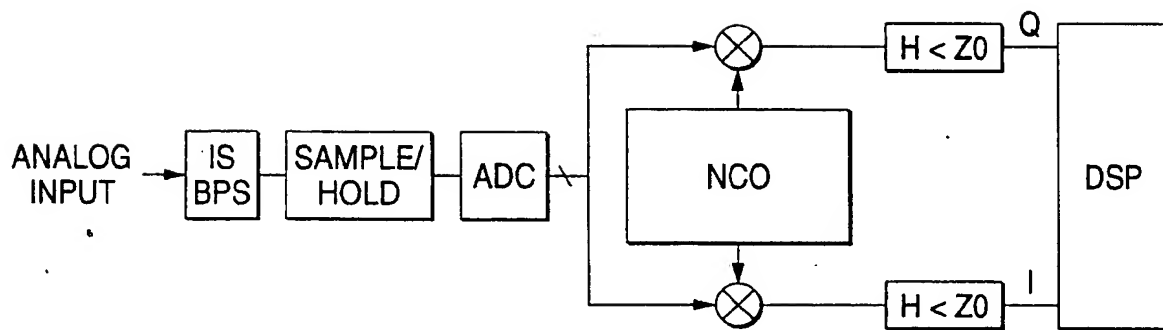 Q
H < Z0
ANALOG
INPUT
IS
BPS
SAMPLE/
HOLD
ADC
NCO
DSP
I
H < Z0